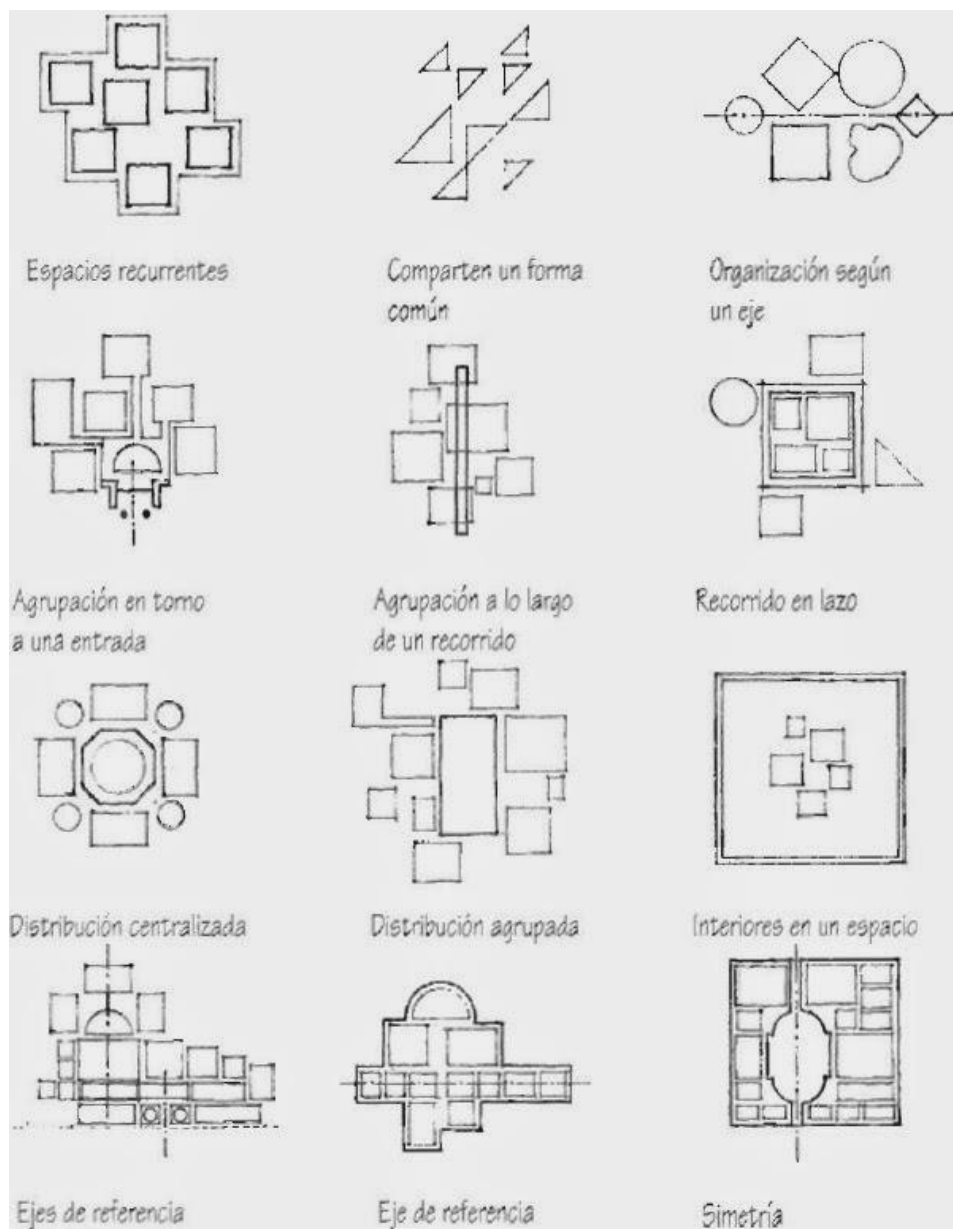 Espacios recurrentes
Comparten un forma
común
Organización según
un eje
Agrupación en torno
a una entrada
Agrupación a lo largo
de un recorrido
Recorrido en lazo
Distribución centralizada
Distribución agrupada
Interiores en un espacio
Ejes de referencia
Eje de referencia
Simetría